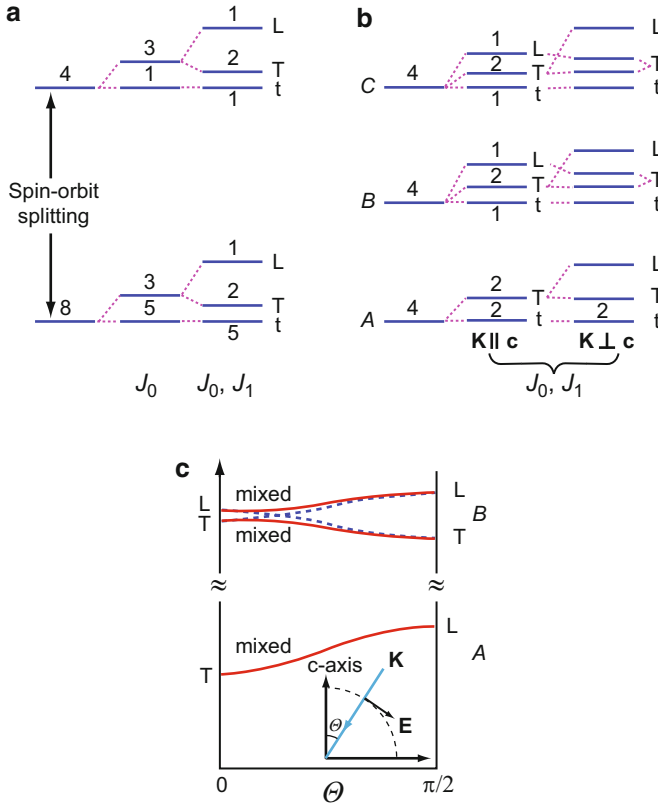 a
4
3
1
1
2
1
L
T
t
Spin-orbit
splitting
8
3
5
1
2
5
L
T
t
J₀
J₀, J₁
b
C
4
1
2
1
L
T
t
L
T
t
B
4
1
2
1
L
T
t
L
T
t
A
4
2
2
T
t
2
L
T
t
K || c
K ⊥ c
J₀, J₁
c
L
T
mixed
mixed
L
T
B
≈
≈
mixed
T
L
A
c-axis
K
E
Θ
0
Θ
π/2